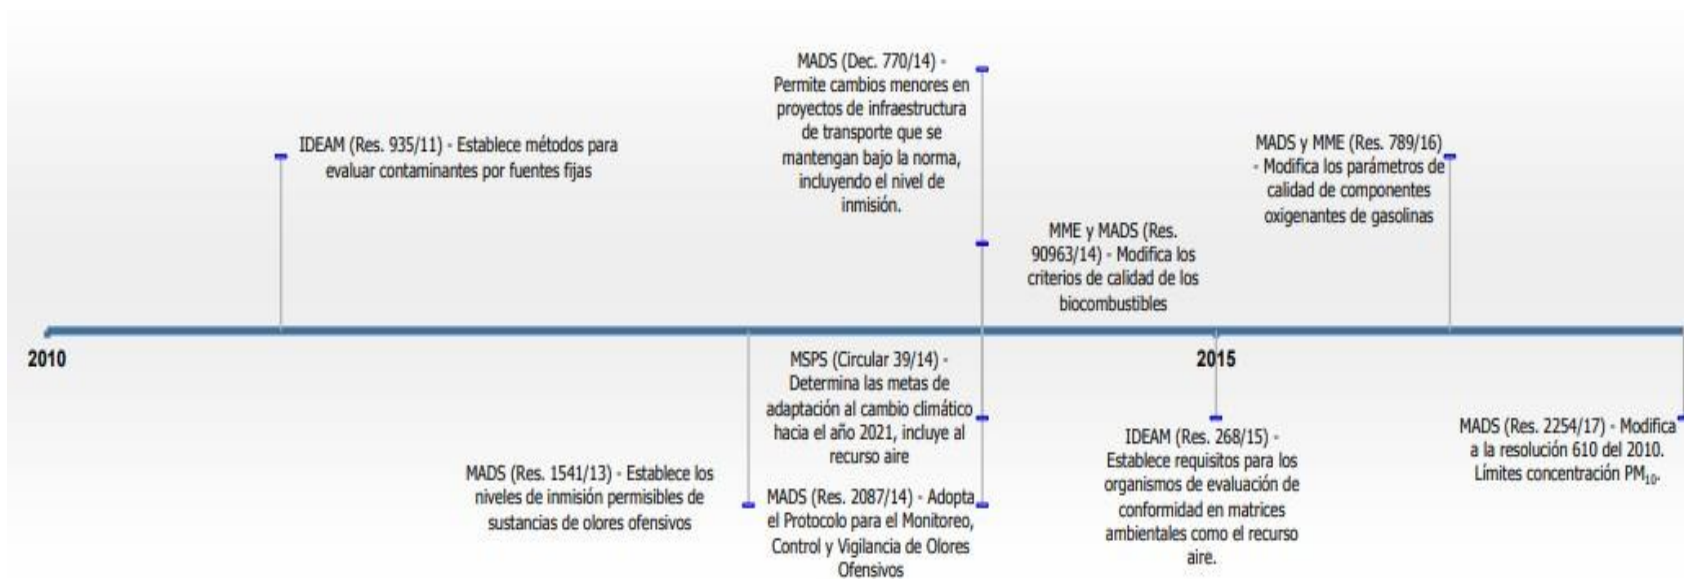 IDEAM (Res. 935/11) - Establece métodos para
evaluar contaminantes por fuentes fijas
MADS (Dec. 770/14) -
Permite cambios menores en
proyectos de infraestructura
de transporte que se
mantengan bajo la norma,
incluyendo el nivel de
inmisión.
MME y MADS (Res.
90963/14) - Modifica los
criterios de calidad de los
biocombustibles
MADS y MME (Res. 789/16)
- Modifica los parámetros de
calidad de componentes
oxigenantes de gasolinas
2010
2015
MADS (Res. 1541/13) - Establece los
niveles de inmisión permisibles de
sustancias de olores ofensivos
MSPS (Circular 39/14) -
Determina las metas de
adaptación al cambio climático
hacia el año 2021, incluye al
recurso aire
MADS (Res. 2087/14) - Adopta
el Protocolo para el Monitoreo,
Control y Vigilancia de Olores
Ofensivos
IDEAM (Res. 268/15) -
Establece requisitos para los
organismos de evaluación de
conformidad en matrices
ambientales como el recurso
aire.
MADS (Res. 2254/17) - Modifica
a la resolución 610 del 2010.
Límites concentración PM₁₀.